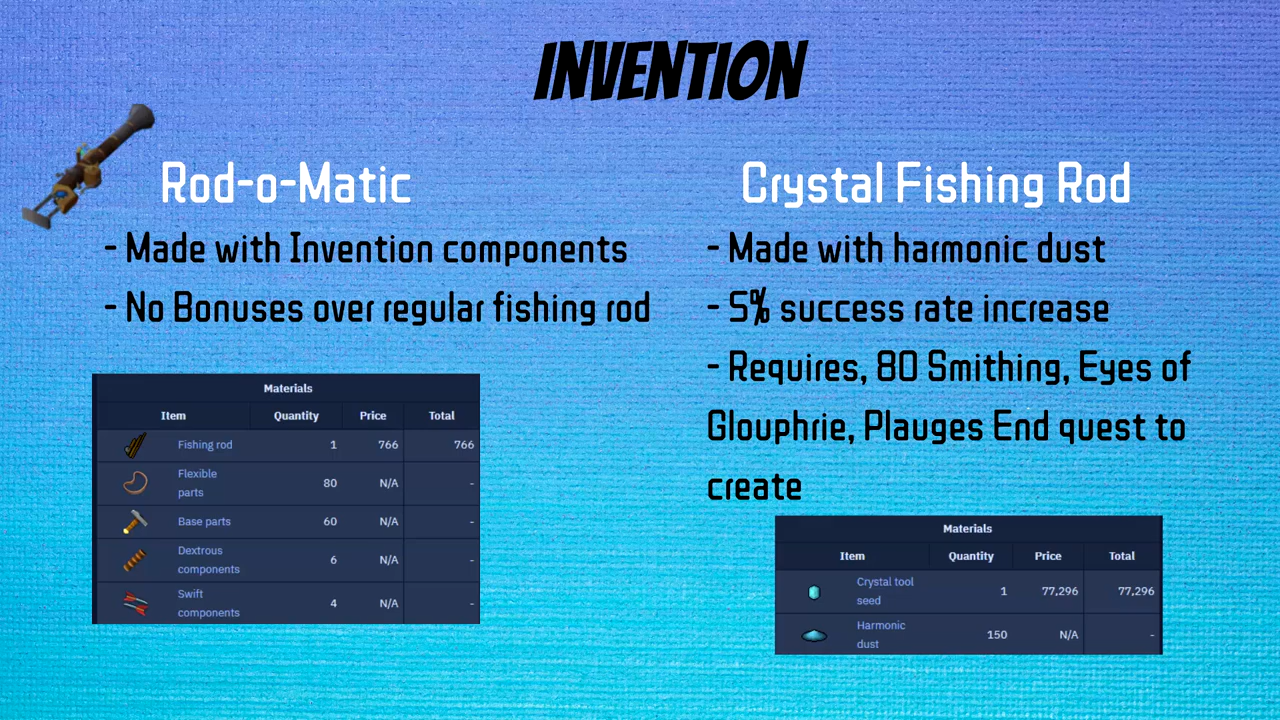 INVENTION
Rod-o-Matic
- Made with Invention components
- No Bonuses over regular fishing rod
Materials
Item Quantity Price Total
Fishing rod 1 766 766
Flexible
parts 80 N/A -
Base parts 60 N/A -
Dextrous
components 6 N/A -
Swift
components 4 N/A -
Crystal Fishing Rod
- Made with harmonic dust
- 5% success rate increase
- Requires, 80 Smithing, Eyes of
Glouphrie, Plauges End quest to
create
Materials
Item Quantity Price Total
Crystal tool
seed 1 77,296 77,296
Harmonic
dust 150 N/A -